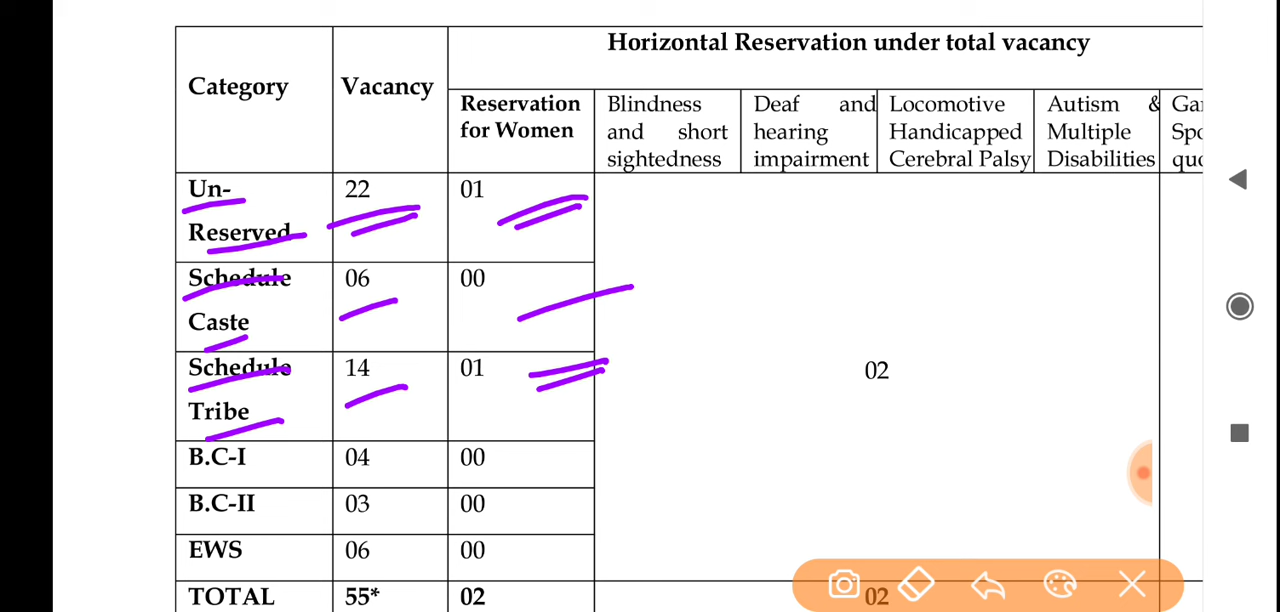 Horizontal Reservation under total vacancy
Category
Vacancy
Reservation
for Women
Blindness
and short
sightedness
Deaf and
hearing
impairment
Locomotive
Handicapped
Cerebral Palsy
Autism &
Multiple
Disabilities
Un-
Reserved
22
01
Schedule
Caste
06
00
Schedule
Tribe
14
01
02
B.C-I
04
00
B.C-II
03
00
EWS
06
00
TOTAL
55*
02
02